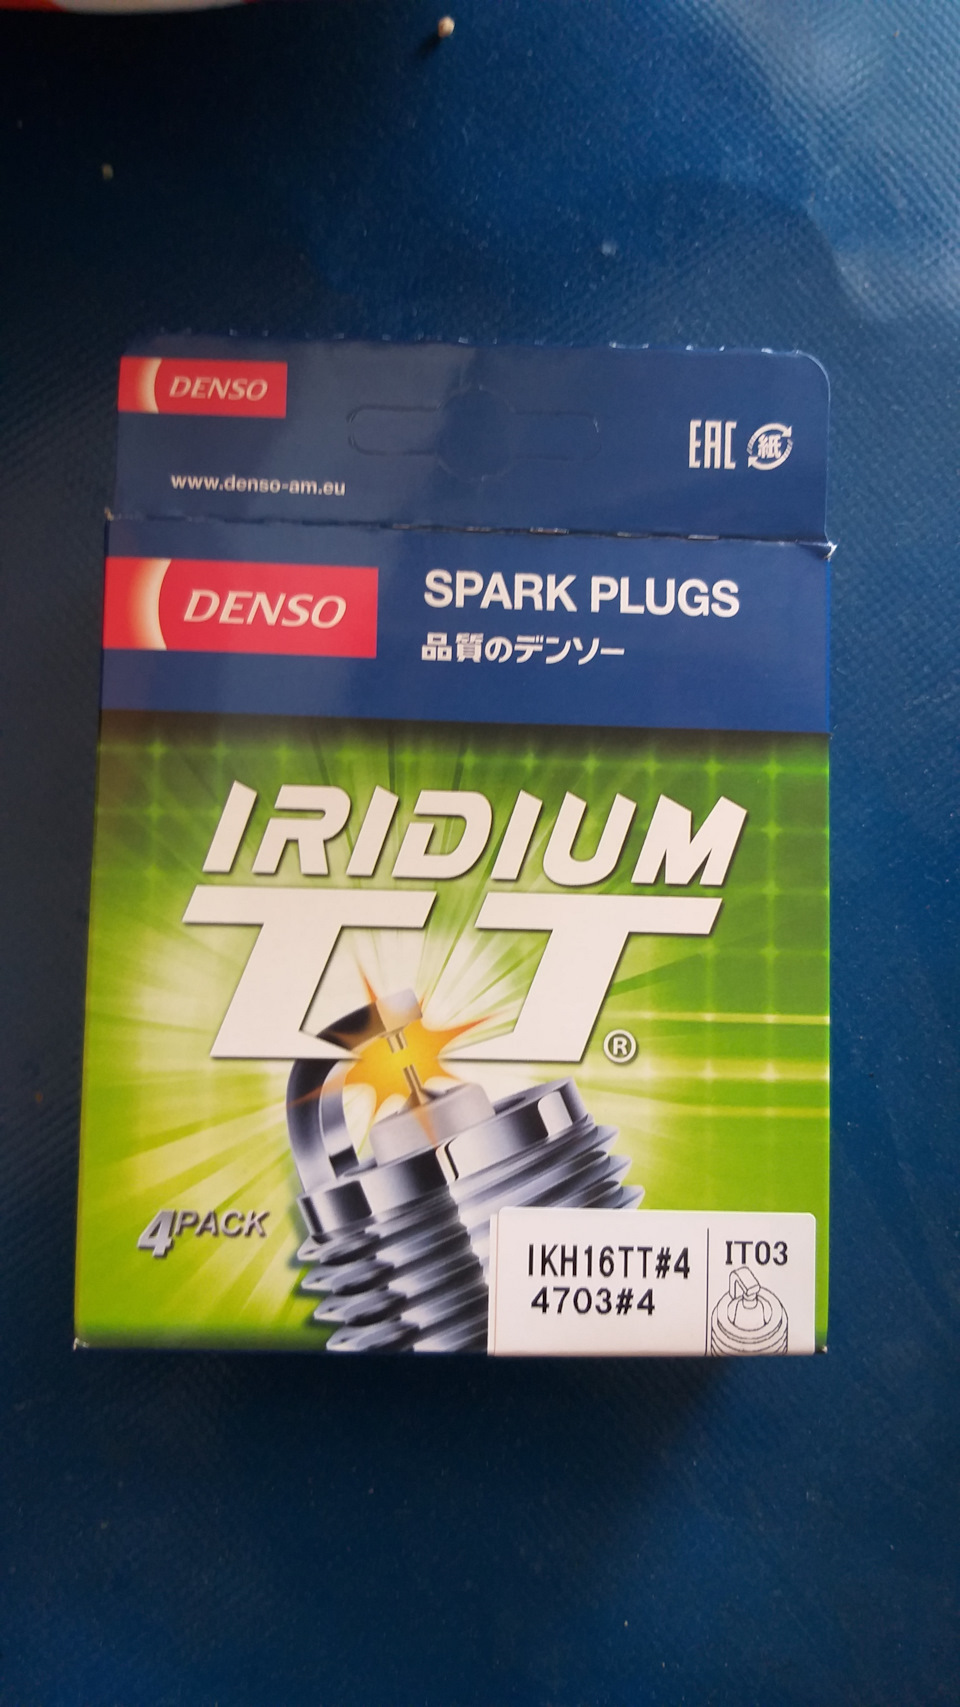 DENSO
EAC 紙
www.denso-am.eu
DENSO
SPARK PLUGS
品質のデンソー
IRIDIUM
TT®
4PACK
IKH16TT#4
4703#4
IT03